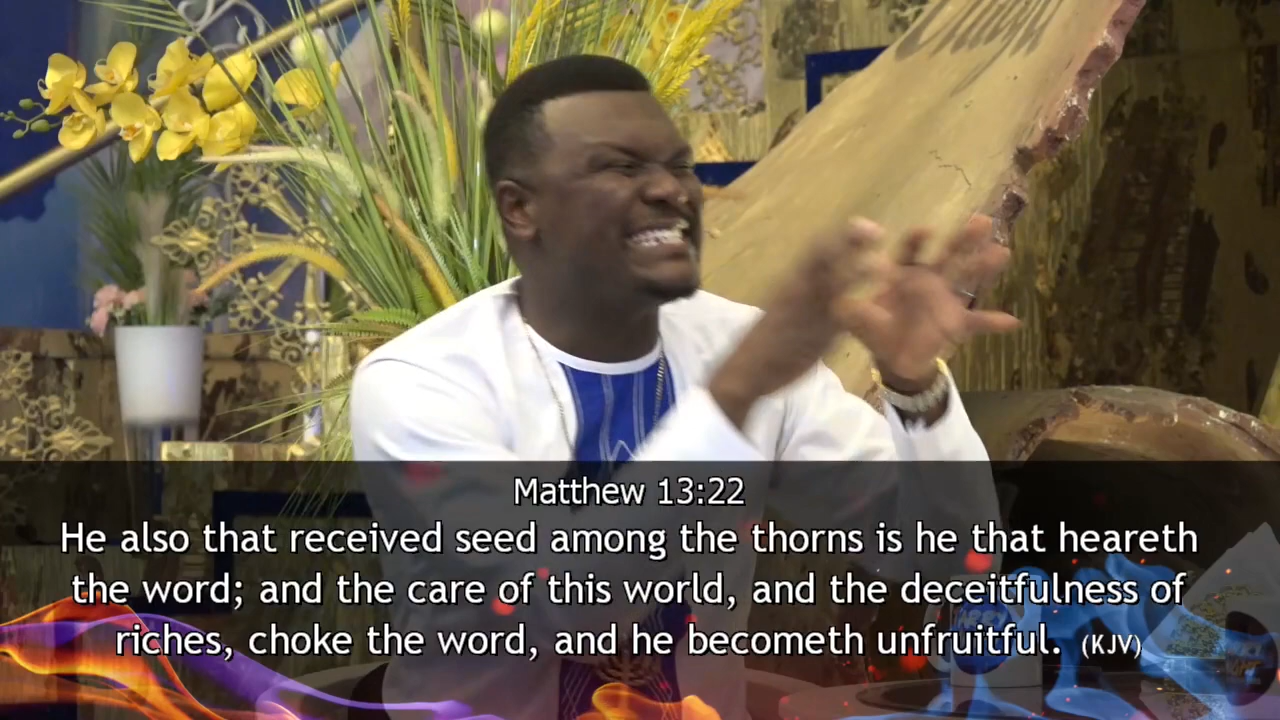 Matthew 13:22
He also that received seed among the thorns is he that heareth
the word; and the care of this world, and the deceitfulness of
riches, choke the word, and he becometh unfruitful. (KJV)